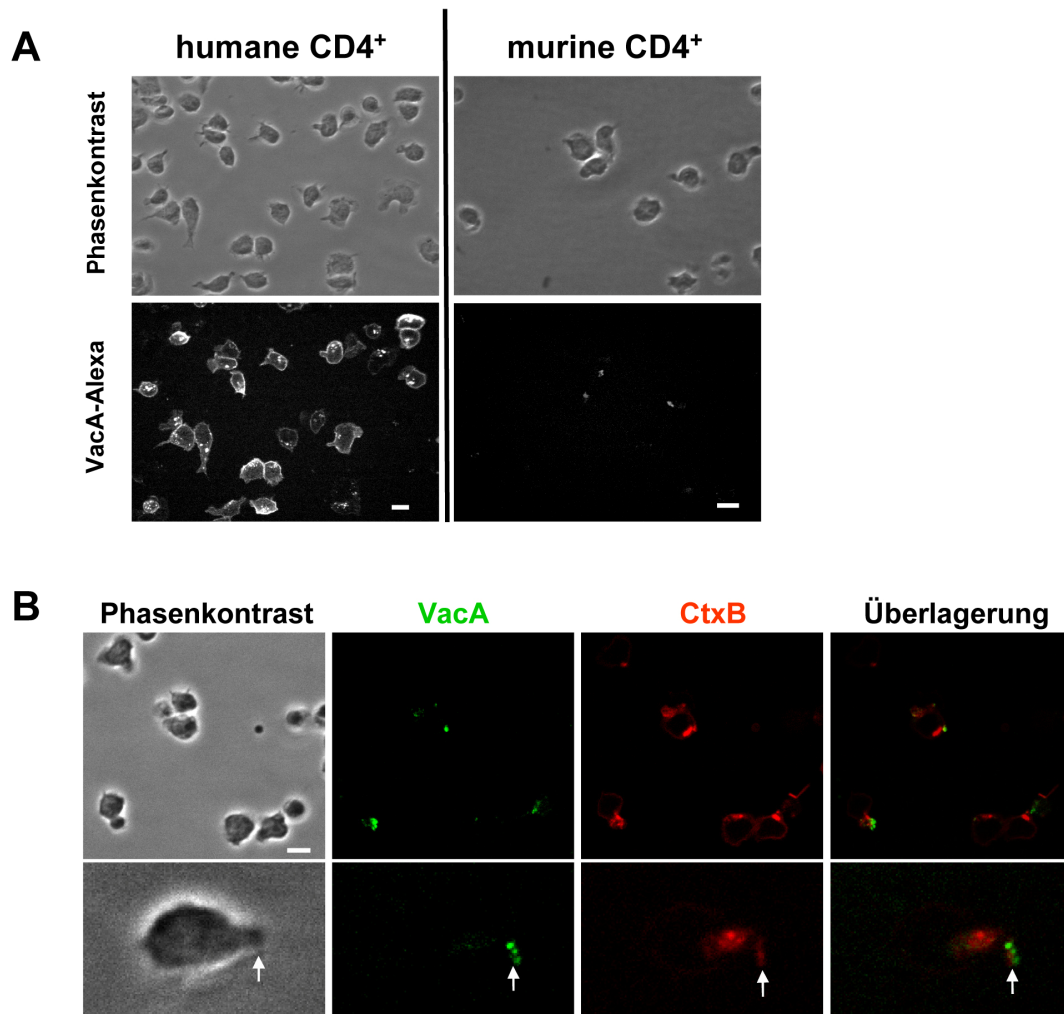 A
humane CD4⁺
murine CD4⁺
Phasenkontrast
VacA-Alexa
B
Phasenkontrast
VacA
CtxB
Überlagerung